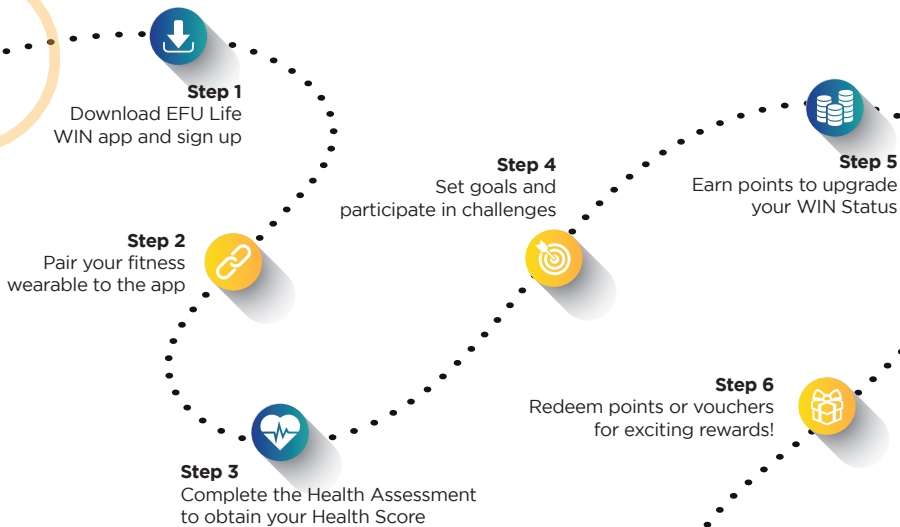 Step 1
Download EFU Life
WIN app and sign up
Step 2
Pair your fitness
wearable to the app
Step 3
Complete the Health Assessment
to obtain your Health Score
Step 4
Set goals and
participate in challenges
Step 5
Earn points to upgrade
your WIN Status
Step 6
Redeem points or vouchers
for exciting rewards!